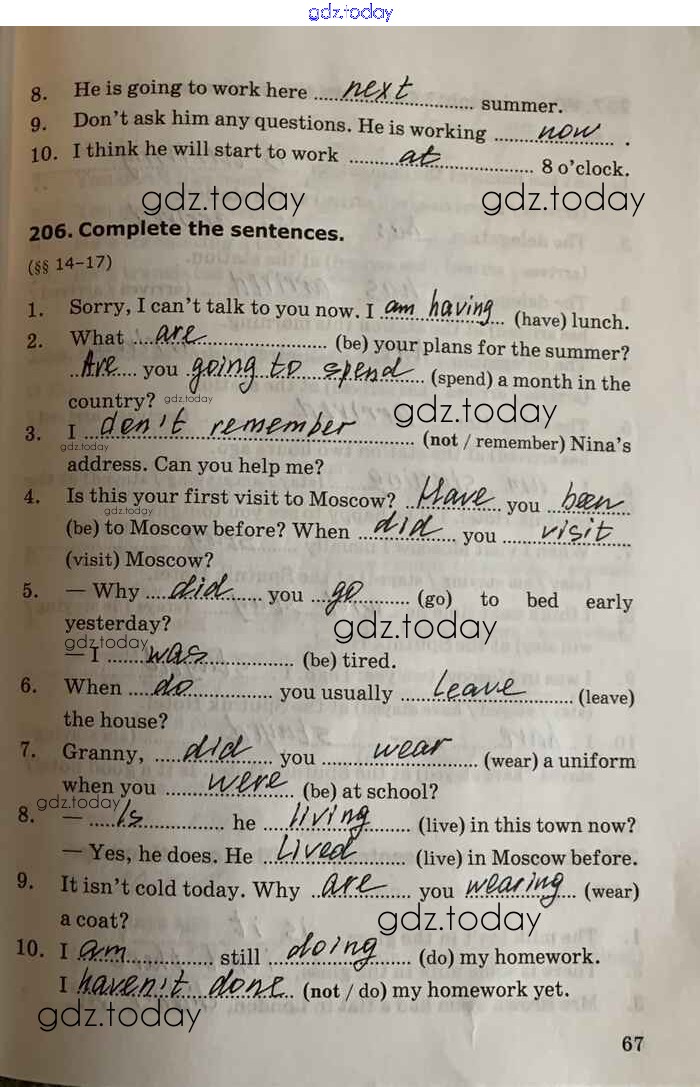 gdz.today
8. He is going to work here ....next.... summer.
9. Don't ask him any questions. He is working ....now.... .
10. I think he will start to work ....at.... 8 o'clock.
gdz.today gdz.today
206. Complete the sentences.
(§§ 14–17)
1. Sorry, I can't talk to you now. I am having (have) lunch.
2. What ....are.... (be) your plans for the summer?
..Are.... you going to spend (spend) a month in the
country? gdz.today gdz.today
3. I ..don't remember.... (not / remember) Nina's
gdz.today
address. Can you help me?
4. Is this your first visit to Moscow? ..Have.. you ..been..
gdz.today
(be) to Moscow before? When ..did.... you ....visit..
(visit) Moscow?
5. — Why ....did.... you ...go.... (go) to bed early
yesterday? gdz.today
gdz.today
— I ....was.... (be) tired.
6. When ....do.... you usually ....leave.... (leave)
the house?
7. Granny, ....did.... you ....wear.... (wear) a uniform
when you ....were.... (be) at school?
gdz.today
8. — ....Is.... he ....living.... (live) in this town now?
— Yes, he does. He ..lived.... (live) in Moscow before.
9. It isn't cold today. Why ..are.... you wearing (wear)
a coat? gdz.today
10. I am.... still ..doing.... (do) my homework.
I haven't done (not / do) my homework yet.
gdz.today
67